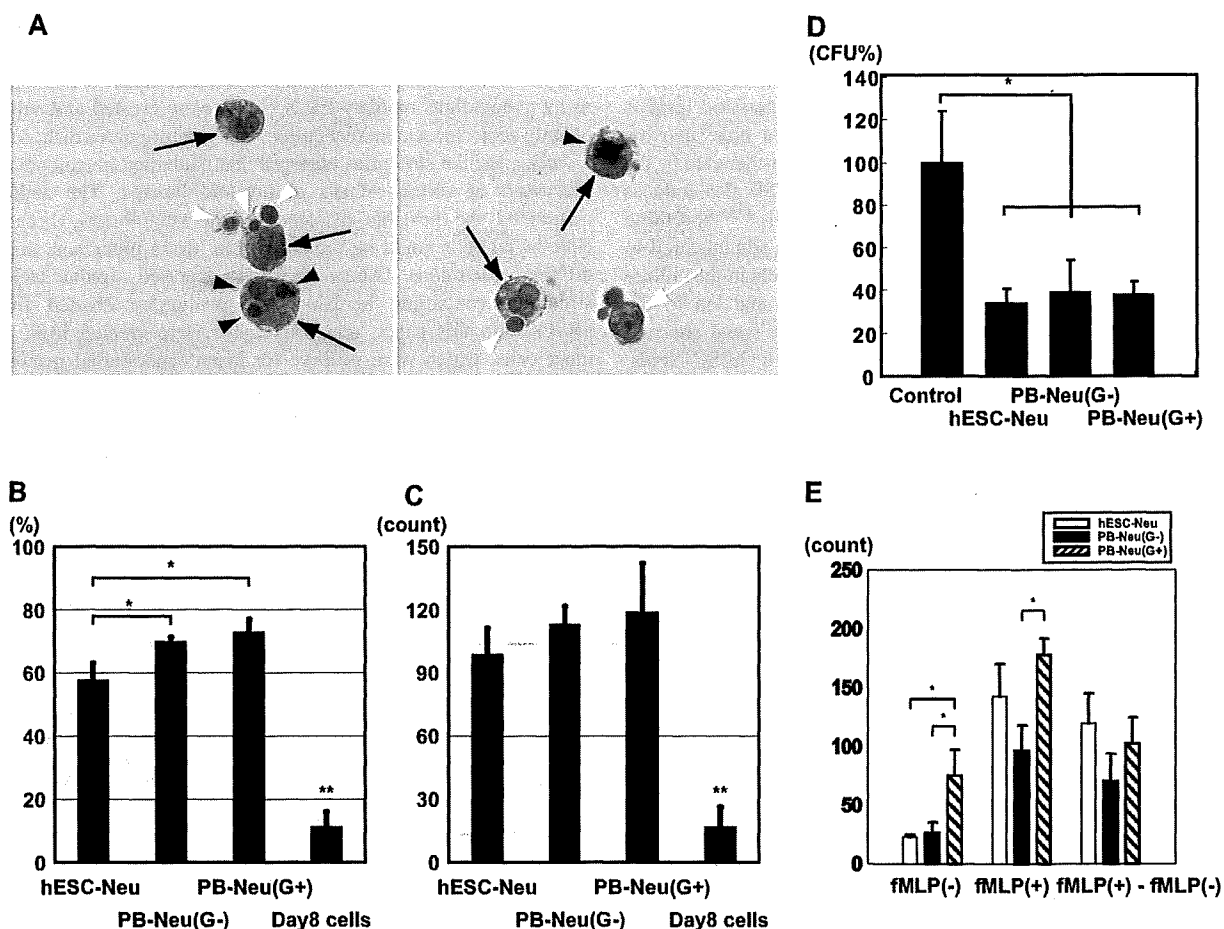 A
D
(CFU%)
140
120
100
80
60
40
20
0
*
Control
PB-Neu(G-)
hESC-Neu
PB-Neu(G+)
B
(%)
100
80
60
40
20
0
*
*
**
hESC-Neu
PB-Neu(G+)
PB-Neu(G-)
Day8 cells
C
(count)
150
120
90
60
30
0
**
hESC-Neu
PB-Neu(G+)
PB-Neu(G-)
Day8 cells
E
hESC-Neu
PB-Neu(G-)
PB-Neu(G+)
(count)
250
200
150
100
50
0
*
*
*
fMLP(-)
fMLP(+)
fMLP(+) - fMLP(-)